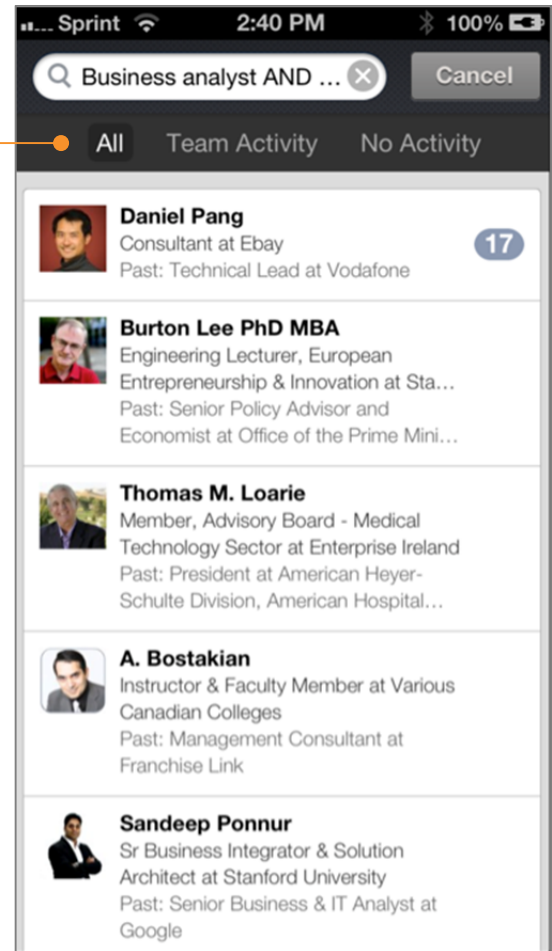 Sprint 2:40 PM 100%
Business analyst AND ... Cancel
All Team Activity No Activity
Daniel Pang
Consultant at Ebay
17
Past: Technical Lead at Vodafone
Burton Lee PhD MBA
Engineering Lecturer, European
Entrepreneurship & Innovation at Sta...
Past: Senior Policy Advisor and
Economist at Office of the Prime Mini...
Thomas M. Loarie
Member, Advisory Board - Medical
Technology Sector at Enterprise Ireland
Past: President at American Heyer-
Schulte Division, American Hospital...
A. Bostakian
Instructor & Faculty Member at Various
Canadian Colleges
Past: Management Consultant at
Franchise Link
Sandeep Ponnur
Sr Business Integrator & Solution
Architect at Stanford University
Past: Senior Business & IT Analyst at
Google